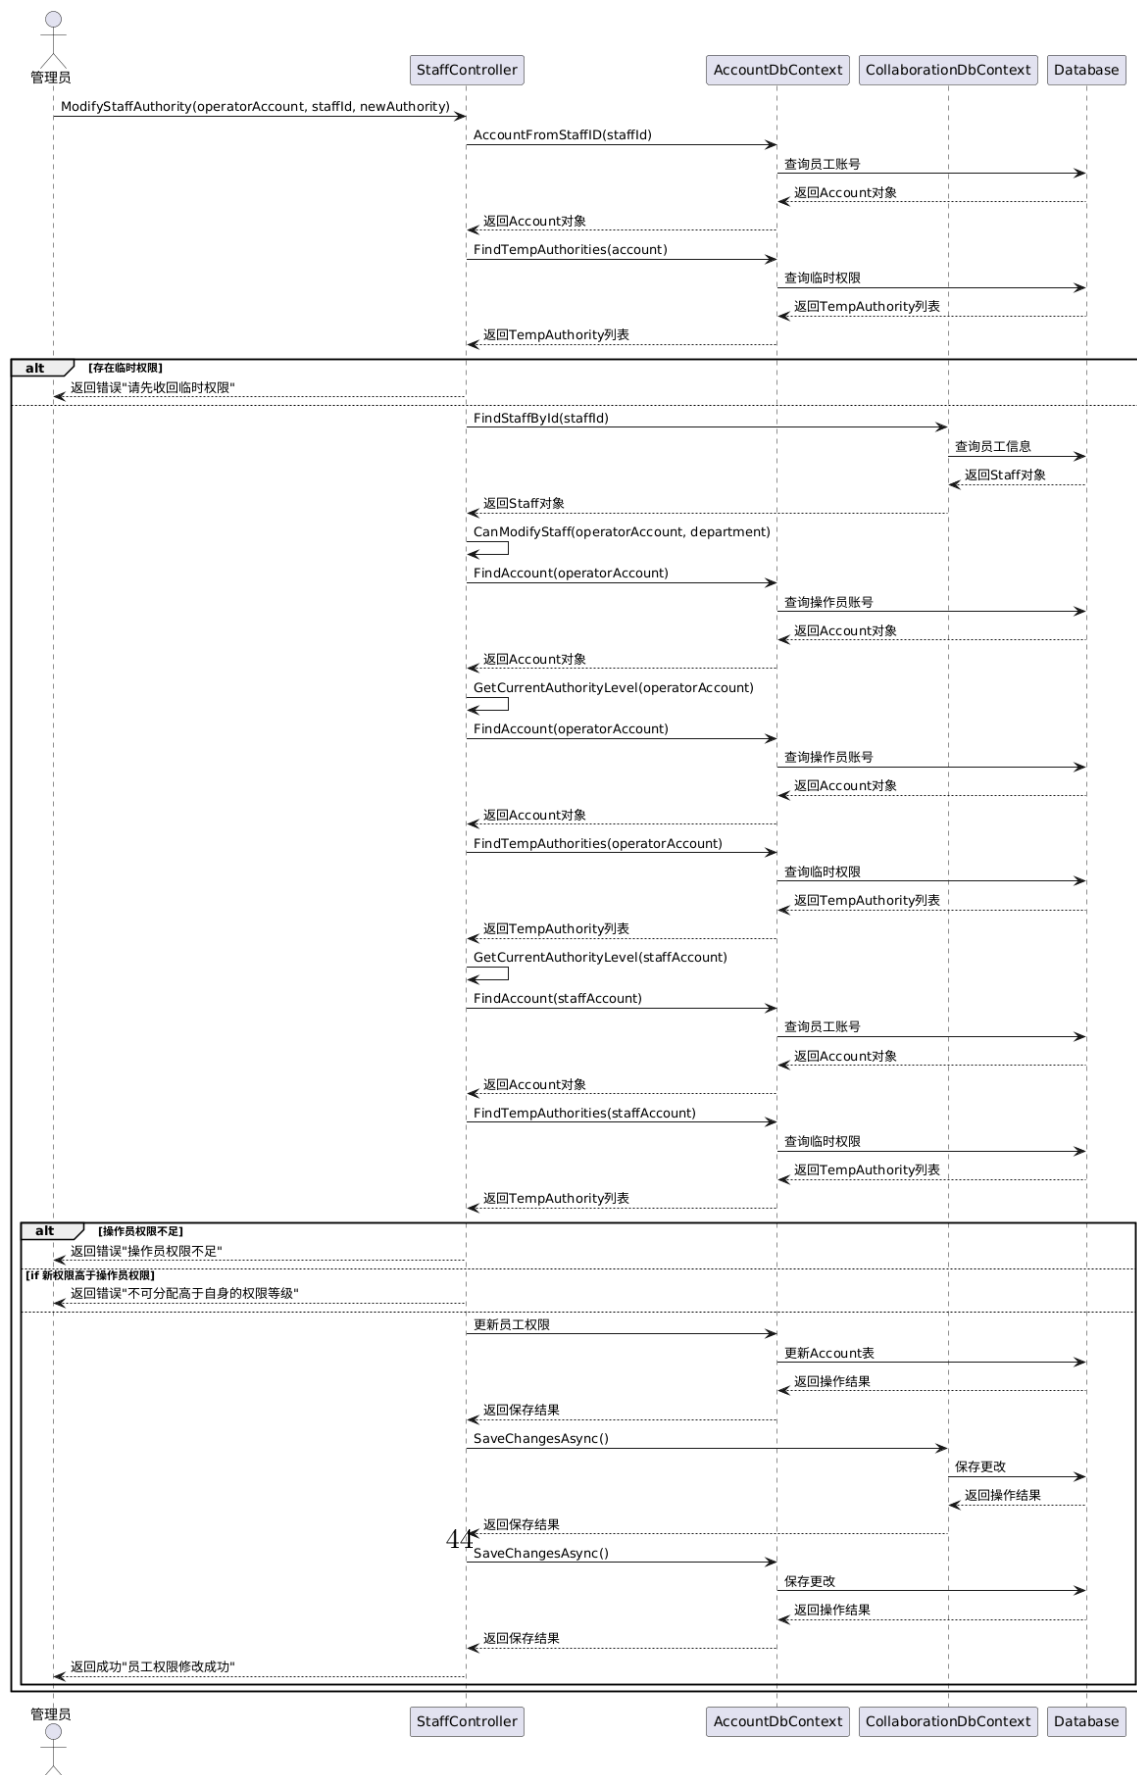 管理员
StaffController
AccountDbContext
CollaborationDbContext
Database
ModifyStaffAuthority(operatorAccount, staffId, newAuthority)
AccountFromStaffID(staffId)
查询员工账号
返回Account对象
返回Account对象
FindTempAuthorities(account)
查询临时权限
返回TempAuthority列表
返回TempAuthority列表
alt [存在临时权限]
返回错误"请先收回临时权限"
FindStaffById(staffId)
查询员工信息
返回Staff对象
返回Staff对象
CanModifyStaff(operatorAccount, department)
FindAccount(operatorAccount)
查询操作员账号
返回Account对象
返回Account对象
GetCurrentAuthorityLevel(operatorAccount)
FindAccount(operatorAccount)
查询操作员账号
返回Account对象
返回Account对象
FindTempAuthorities(operatorAccount)
查询临时权限
返回TempAuthority列表
返回TempAuthority列表
GetCurrentAuthorityLevel(staffAccount)
FindAccount(staffAccount)
查询员工账号
返回Account对象
返回Account对象
FindTempAuthorities(staffAccount)
查询临时权限
返回TempAuthority列表
返回TempAuthority列表
alt [操作员权限不足]
返回错误"操作员权限不足"
[if 新权限高于操作员权限]
返回错误"不可分配高于自身的权限等级"
更新员工权限
更新Account表
返回操作结果
返回保存结果
SaveChangesAsync()
保存更改
返回操作结果
返回保存结果
44
SaveChangesAsync()
保存更改
返回操作结果
返回保存结果
返回成功"员工权限修改成功"
管理员
StaffController
AccountDbContext
CollaborationDbContext
Database